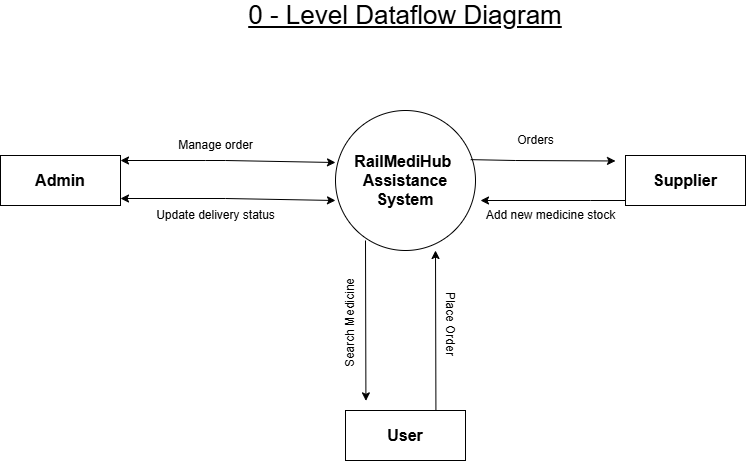 0 - Level Dataflow Diagram
Manage order
Orders
RailMediHub
Assistance
System
Admin
Supplier
Update delivery status
Add new medicine stock
Search Medicine
Place Order
User